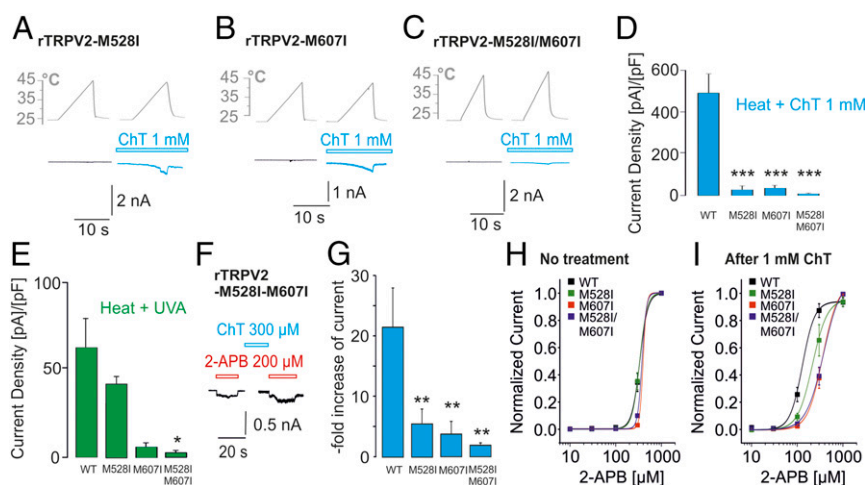 A
rTRPV2-M528I
°C
45
35
25
ChT 1 mM
2 nA
10 s
B
rTRPV2-M607I
45
35
25
ChT 1 mM
1 nA
10 s
C
rTRPV2-M528I/M607I
45
35
25
ChT 1 mM
2 nA
10 s
D
Current Density [pA]/[pF]
600
400
200
0
Heat + ChT 1 mM
*** *** ***
WT M528I M607I M528I
M607I
E
Current Density [pA]/[pF]
100
50
0
Heat + UVA
*
WT M528I M607I M528I
M607I
F
rTRPV2
-M528I-M607I
ChT 300 µM
2-APB 200 µM
0.5 nA
20 s
G
-fold increase of current
30
20
10
0
** ** **
WT M528I M607I M528I
M607I
H No treatment
Normalized Current
1.0
0.8
0.6
0.4
0.2
0.0
WT
M528I
M607I
M528I/
M607I
10 100 1000
2-APB [µM]
I After 1 mM ChT
Normalized Current
1.0
0.8
0.6
0.4
0.2
0.0
WT
M528I
M607I
M528I/
M607I
10 100 1000
2-APB [µM]